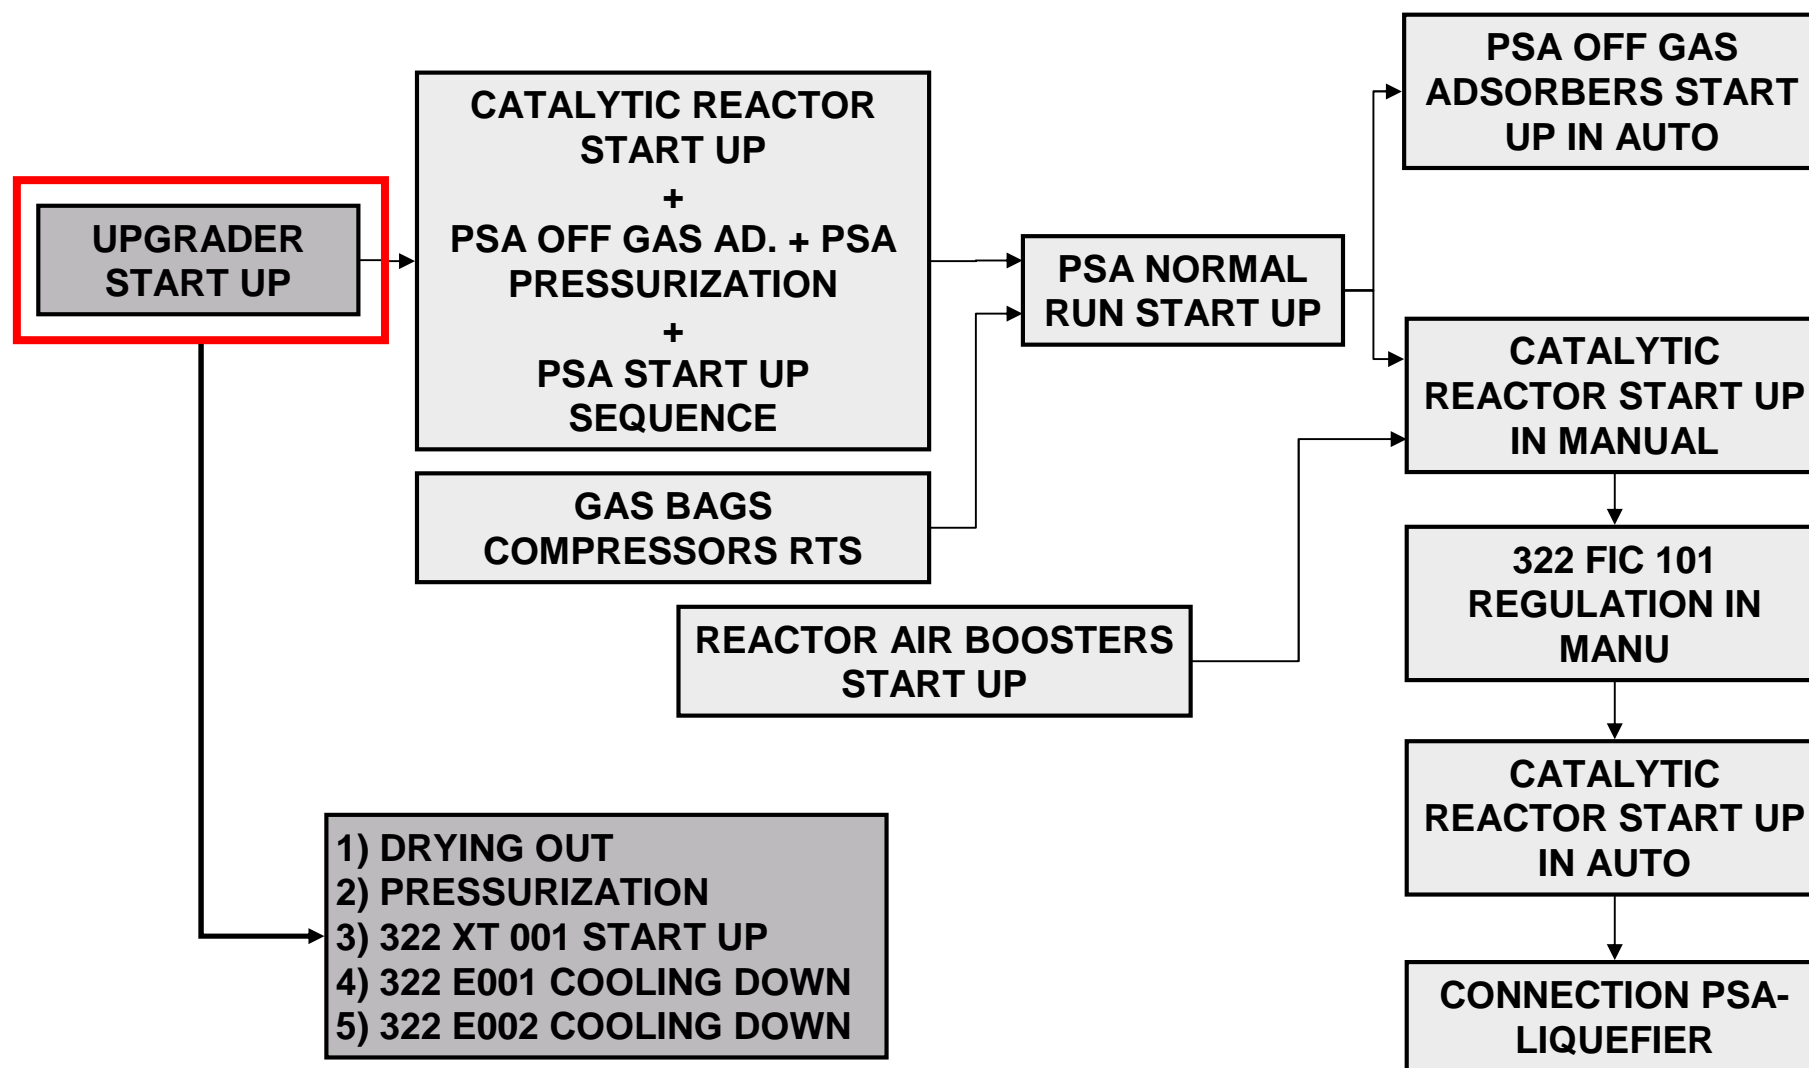 UPGRADER
START UP
CATALYTIC REACTOR
START UP
+
PSA OFF GAS AD. + PSA
PRESSURIZATION
+
PSA START UP
SEQUENCE
GAS BAGS
COMPRESSORS RTS
PSA NORMAL
RUN START UP
REACTOR AIR BOOSTERS
START UP
PSA OFF GAS
ADSORBERS START
UP IN AUTO
CATALYTIC
REACTOR START UP
IN MANUAL
322 FIC 101
REGULATION IN
MANU
CATALYTIC
REACTOR START UP
IN AUTO
CONNECTION PSA-
LIQUEFIER
1) DRYING OUT
2) PRESSURIZATION
3) 322 XT 001 START UP
4) 322 E001 COOLING DOWN
5) 322 E002 COOLING DOWN